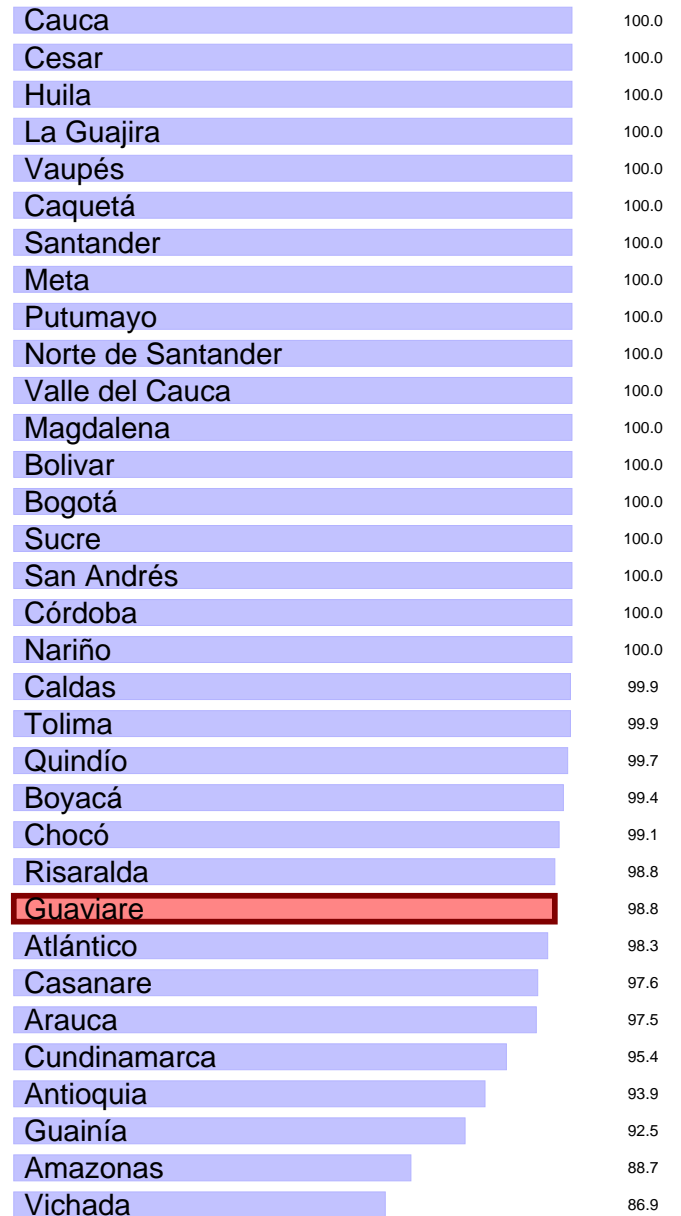 Cauca 100.0
Cesar 100.0
Huila 100.0
La Guajira 100.0
Vaupés 100.0
Caquetá 100.0
Santander 100.0
Meta 100.0
Putumayo 100.0
Norte de Santander 100.0
Valle del Cauca 100.0
Magdalena 100.0
Bolivar 100.0
Bogotá 100.0
Sucre 100.0
San Andrés 100.0
Córdoba 100.0
Nariño 100.0
Caldas 99.9
Tolima 99.9
Quindío 99.7
Boyacá 99.4
Chocó 99.1
Risaralda 98.8
Guaviare 98.8
Atlántico 98.3
Casanare 97.6
Arauca 97.5
Cundinamarca 95.4
Antioquia 93.9
Guainía 92.5
Amazonas 88.7
Vichada 86.9